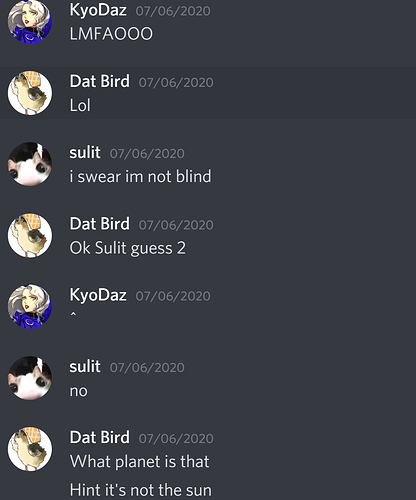 KyoDaz 07/06/2020
LMFAOOO
Dat Bird 07/06/2020
Lol
sulit 07/06/2020
i swear im not blind
Dat Bird 07/06/2020
Ok Sulit guess 2
KyoDaz 07/06/2020
^
sulit 07/06/2020
no
Dat Bird 07/06/2020
What planet is that
Hint it's not the sun